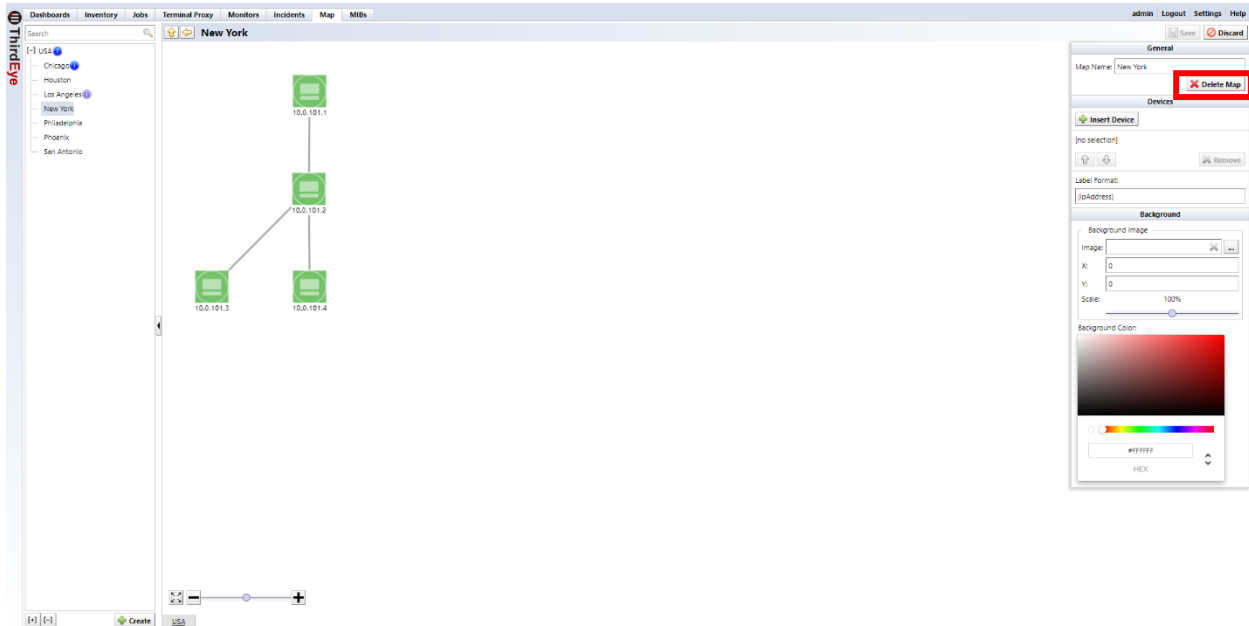 ThirdEye
Dashboards Inventory Jobs Terminal Proxy Monitors Incidents Map MIBs
admin Logout Settings Help
Search
New York
Save Discard
[-] USA
Chicago
Houston
Los Angeles
New York
Philadelphia
Phoenix
San Antonio
10.0.101.1
10.0.101.2
10.0.101.3
10.0.101.4
General
Map Name: New York
Delete Map
Devices
Insert Device
[no selection]
Remove
Label Format:
{ipAddress}
Background
Background Image
Image: ...
X: 0
Y: 0
Scale: 100%
Background Color:
#FFFFFF
HEX
[+] [-] Create
USA